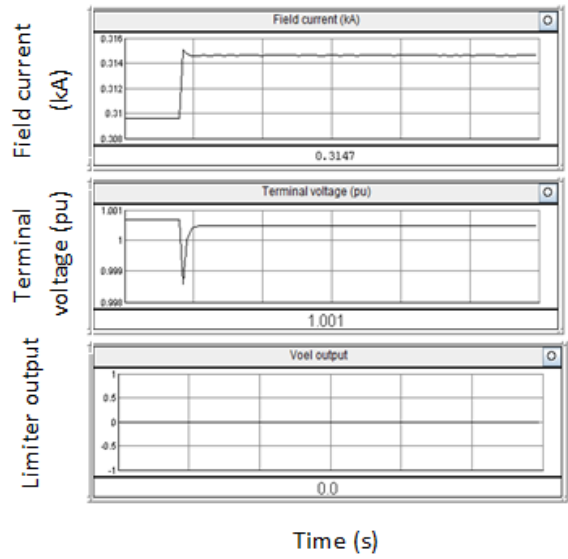 Field current (kA)
Field current
(kA)
0.316
0.314
0.312
0.31
0.308
0.3147
Terminal voltage (pu)
Terminal
voltage (pu)
1.001
1
0.999
0.998
1.001
Voel output
Limiter output
1
0.5
0
-0.5
-1
0.0
Time (s)